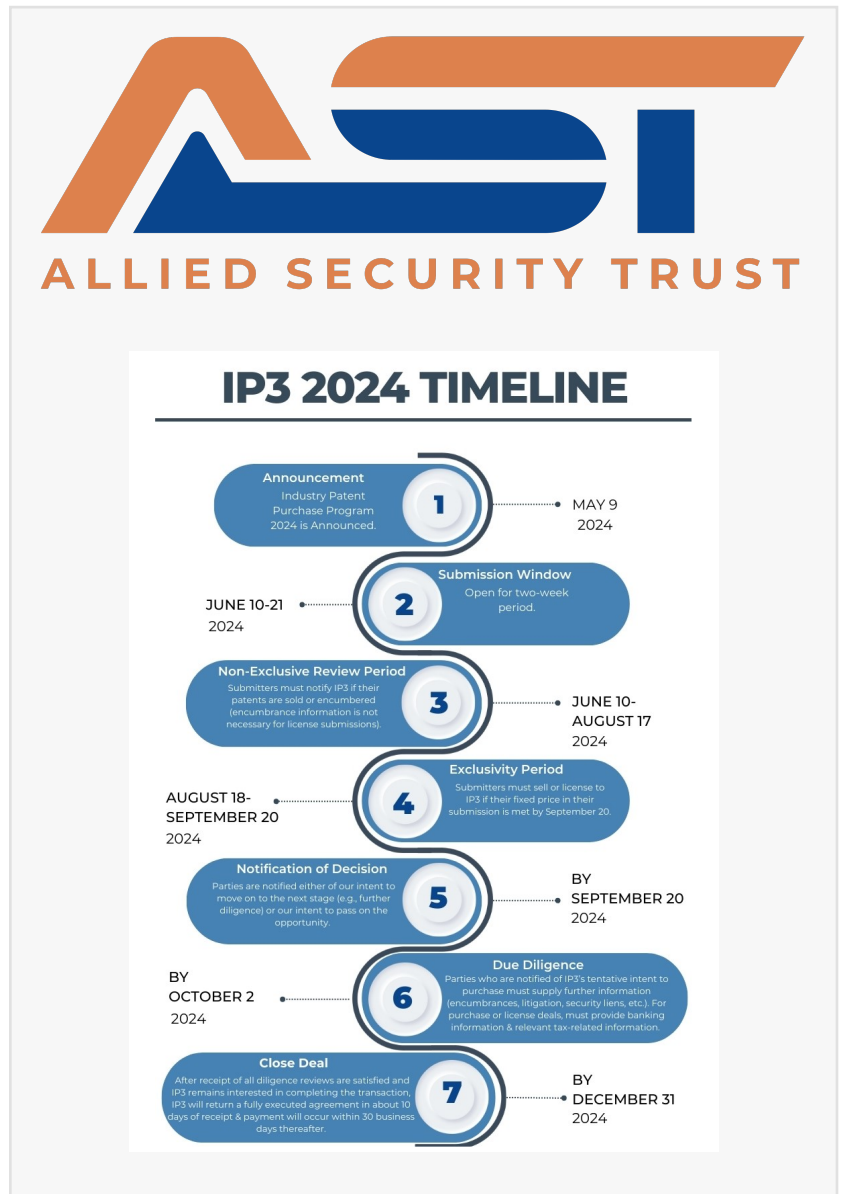 AST
ALLIED SECURITY TRUST
IP3 2024 TIMELINE
Announcement
Industry Patent
Purchase Program
2024 is Announced.
1
MAY 9
2024
Submission Window
Open for two-week
period.
2
JUNE 10-21
2024
Non-Exclusive Review Period
Submitters must notify IP3 if their
patents are sold or encumbered
(encumbrance information is not
necessary for license submissions).
3
JUNE 10-
AUGUST 17
2024
Exclusivity Period
Submitters must sell or license to
IP3 if their fixed price in their
submission is met by September 20.
4
AUGUST 18-
SEPTEMBER 20
2024
Notification of Decision
Parties are notified either of our intent to
move on to the next stage (e.g., further
diligence) or our intent to pass on the
opportunity.
5
BY
SEPTEMBER 20
2024
Due Diligence
Parties who are notified of IP3's tentative intent to
purchase must supply further information
(encumbrances, litigation, security liens, etc.). For
purchase or license deals, must provide banking
information & relevant tax-related information.
6
BY
OCTOBER 2
2024
Close Deal
After receipt of all diligence reviews are satisfied and
IP3 remains interested in completing the transaction,
IP3 will return a fully executed agreement in about 10
days of receipt & payment will occur within 30 business
days thereafter.
7
BY
DECEMBER 31
2024